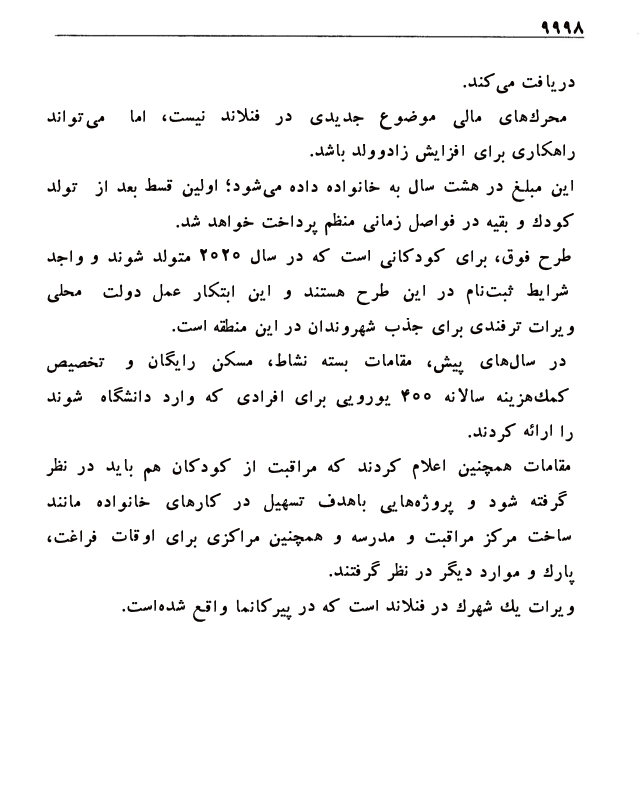 ۹۹۹۸
دریافت می‌کند.
محرك‌های مالی موضوع جدیدی در فنلاند نیست، اما می‌تواند
راهکاری برای افزایش زادوولد باشد.
این مبلغ در هشت سال به خانواده داده می‌شود؛ اولین قسط بعد از تولد
کودك و بقیه در فواصل زمانی منظم پرداخت خواهد شد.
طرح فوق، برای کودکانی است که در سال ۲۰۲۰ متولد شوند و واجد
شرایط ثبت‌نام در این طرح هستند و این ابتکار عمل دولت محلی
ویرات ترفندی برای جذب شهروندان در این منطقه است.
در سال‌های پیش، مقامات بسته نشاط، مسکن رایگان و تخصیص
کمك‌هزینه سالانه ۴۰۰ یورویی برای افرادی که وارد دانشگاه شوند
را ارائه کردند.
مقامات همچنین اعلام کردند که مراقبت از کودکان هم باید در نظر
گرفته شود و پروژه‌هایی باهدف تسهیل در کارهای خانواده مانند
ساخت مرکز مراقبت و مدرسه و همچنین مراکزی برای اوقات فراغت،
پارك و موارد دیگر در نظر گرفتند.
ویرات یك شهرك در فنلاند است که در پیرکانما واقع شده‌است.